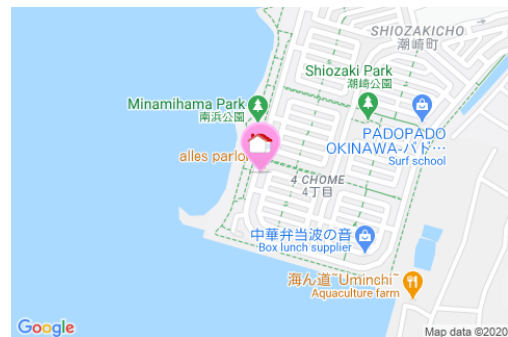 SHIOZAKICHO
潮崎町
Shiozaki Park
潮崎公園
Minamihama Park
南浜公園
PADOPADO
OKINAWA-パド…
Surf school
alles parlor
4 CHOME
4丁目
中華弁当波の音
Box lunch supplier
海ん道~Uminchi~
Aquaculture farm
Google
Map data ©2020